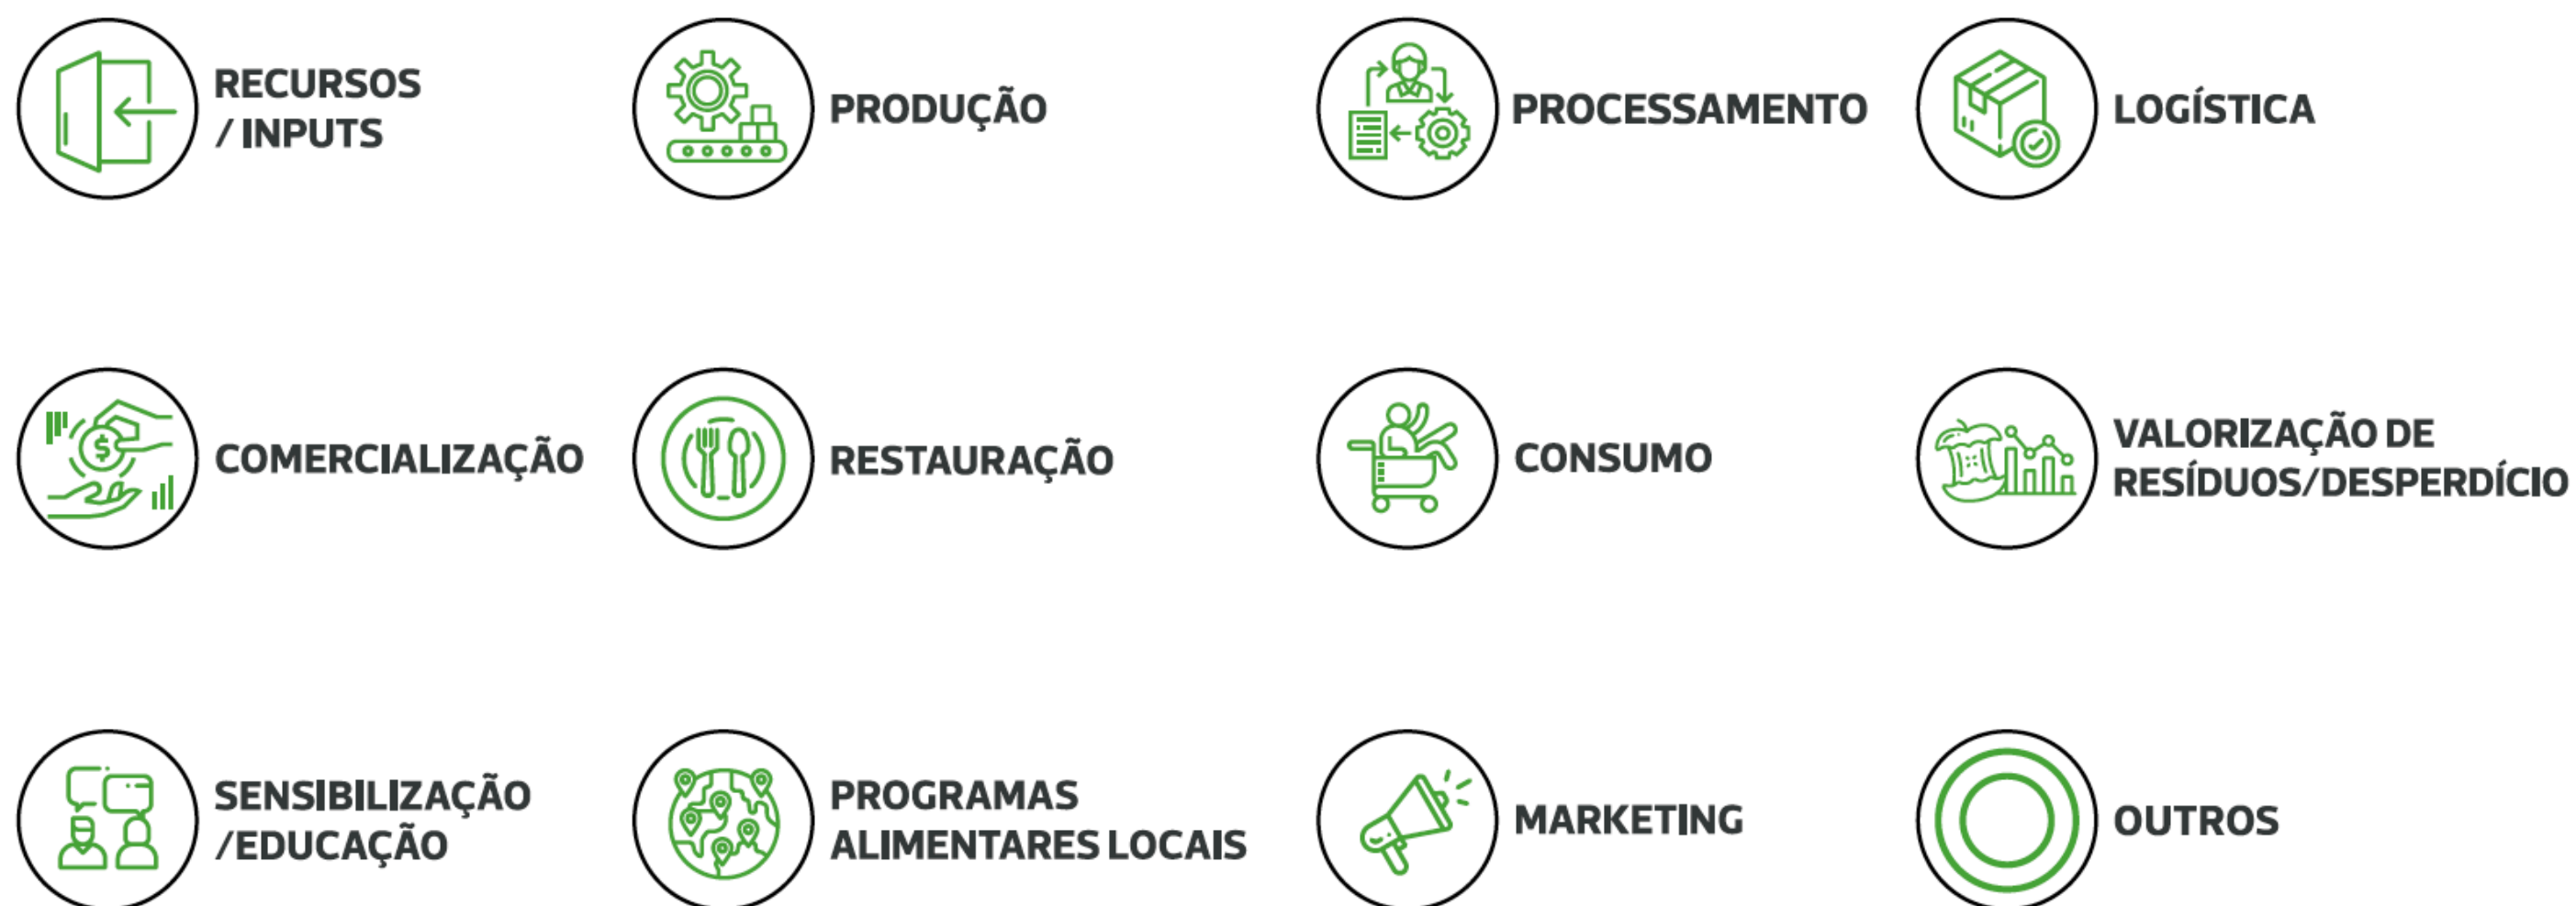 RECURSOS
/ INPUTS
PRODUÇÃO
PROCESSAMENTO
LOGÍSTICA
COMERCIALIZAÇÃO
RESTAURAÇÃO
CONSUMO
VALORIZAÇÃO DE
RESÍDUOS/DESPERDÍCIO
SENSIBILIZAÇÃO
/EDUCAÇÃO
PROGRAMAS
ALIMENTARES LOCAIS
MARKETING
OUTROS